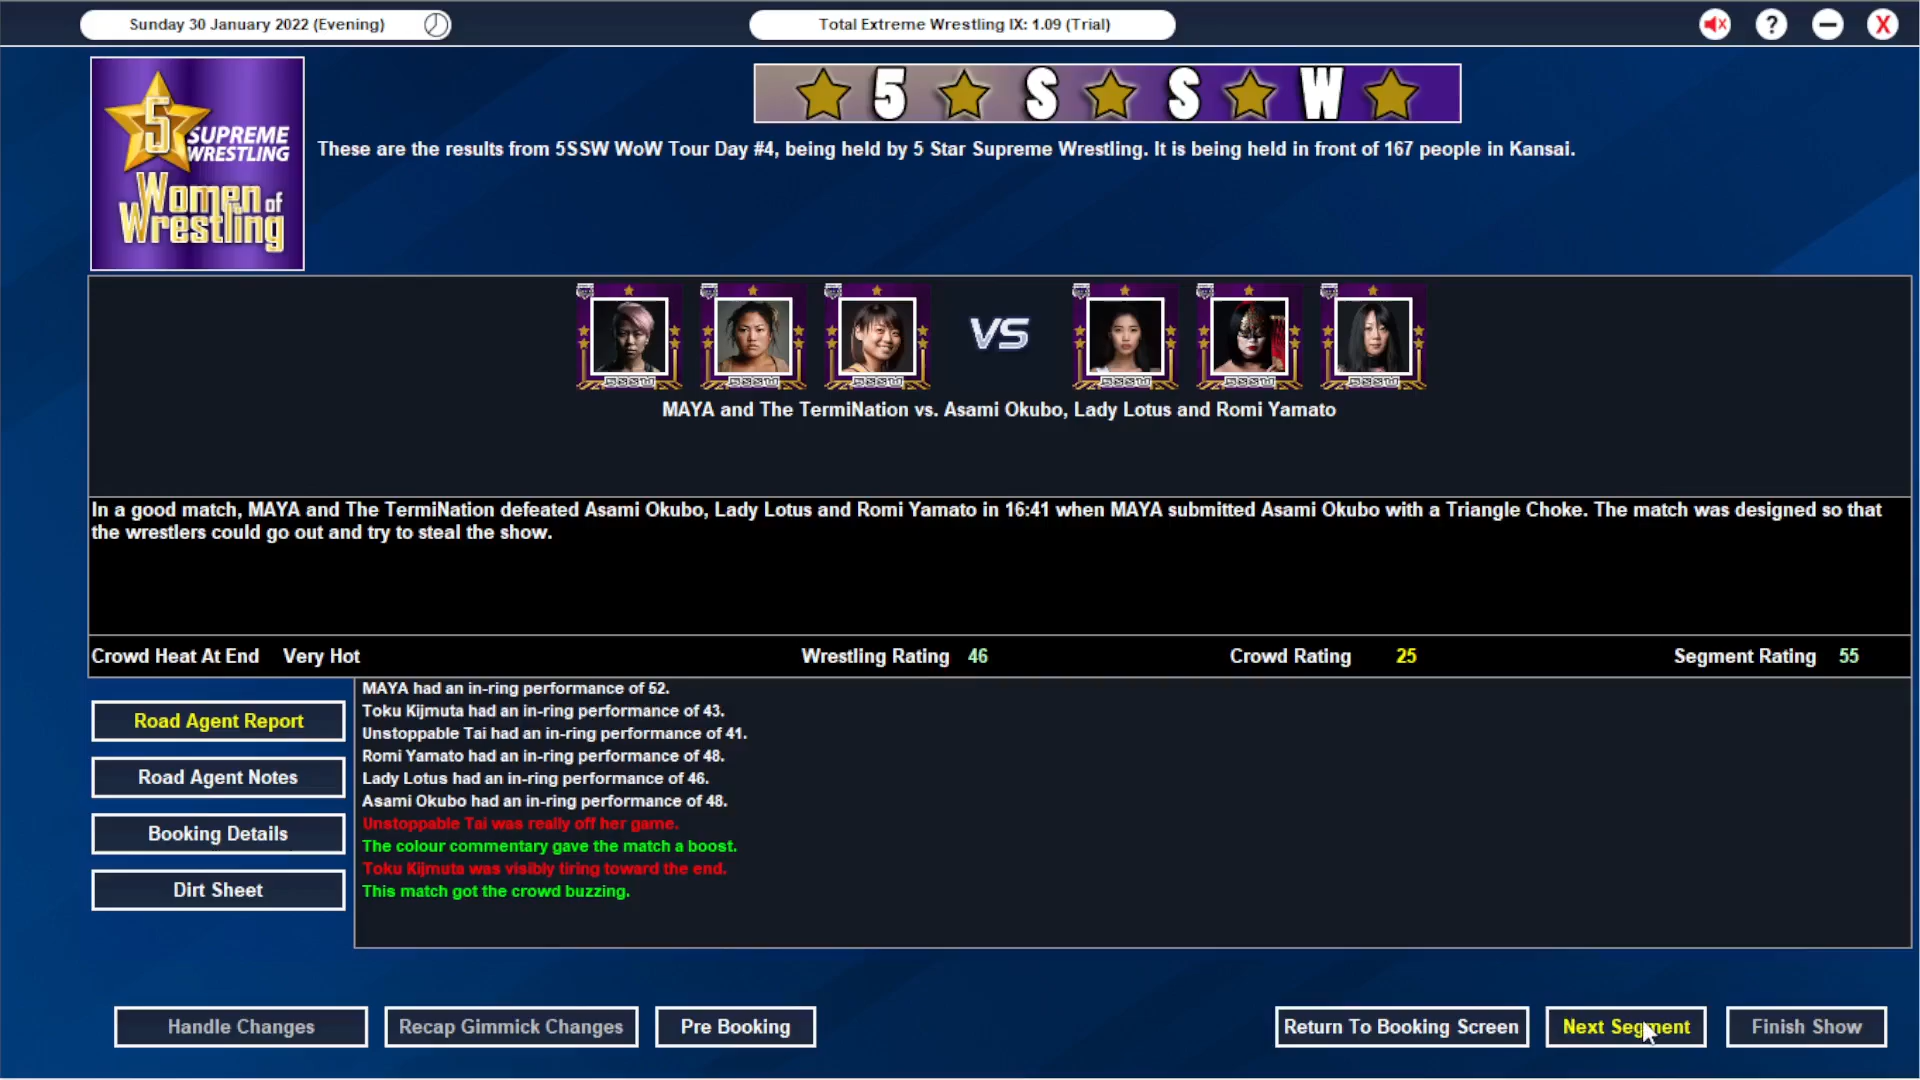 Sunday 30 January 2022 (Evening)
Total Extreme Wrestling IX: 1.09 (Trial)
?
X
5
SUPREME
WRESTLING
Women of
Wrestling
5 S S W
These are the results from 5SSW WoW Tour Day #4, being held by 5 Star Supreme Wrestling. It is being held in front of 167 people in Kansai.
VS
MAYA and The TermiNation vs. Asami Okubo, Lady Lotus and Romi Yamato
In a good match, MAYA and The TermiNation defeated Asami Okubo, Lady Lotus and Romi Yamato in 16:41 when MAYA submitted Asami Okubo with a Triangle Choke. The match was designed so that
the wrestlers could go out and try to steal the show.
Crowd Heat At End Very Hot Wrestling Rating 46 Crowd Rating 25 Segment Rating 55
Road Agent Report
Road Agent Notes
Booking Details
Dirt Sheet
MAYA had an in-ring performance of 52.
Toku Kijmuta had an in-ring performance of 43.
Unstoppable Tai had an in-ring performance of 41.
Romi Yamato had an in-ring performance of 48.
Lady Lotus had an in-ring performance of 46.
Asami Okubo had an in-ring performance of 48.
Unstoppable Tai was really off her game.
The colour commentary gave the match a boost.
Toku Kijmuta was visibly tiring toward the end.
This match got the crowd buzzing.
Handle Changes Recap Gimmick Changes Pre Booking Return To Booking Screen Next Segment Finish Show